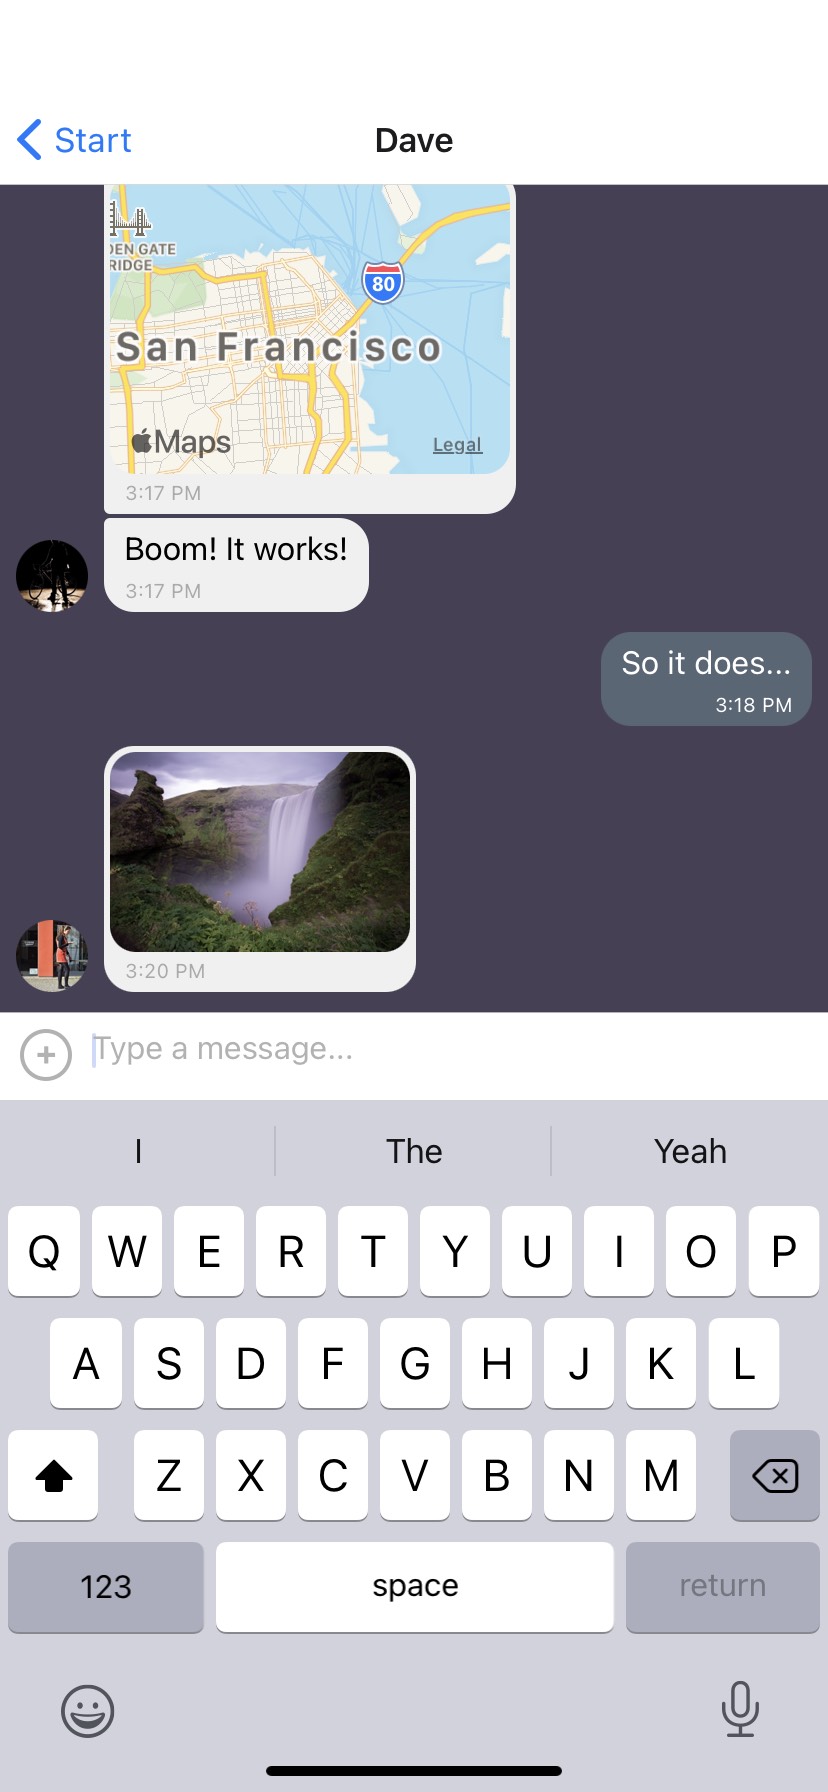 Start
Dave
DEN GATE
RIDGE
80
San Francisco
Maps
Legal
3:17 PM
Boom! It works!
3:17 PM
So it does...
3:18 PM
3:20 PM
Type a message...
I
The
Yeah
Q W E R T Y U I O P
A S D F G H J K L
Z X C V B N M
123
space
return